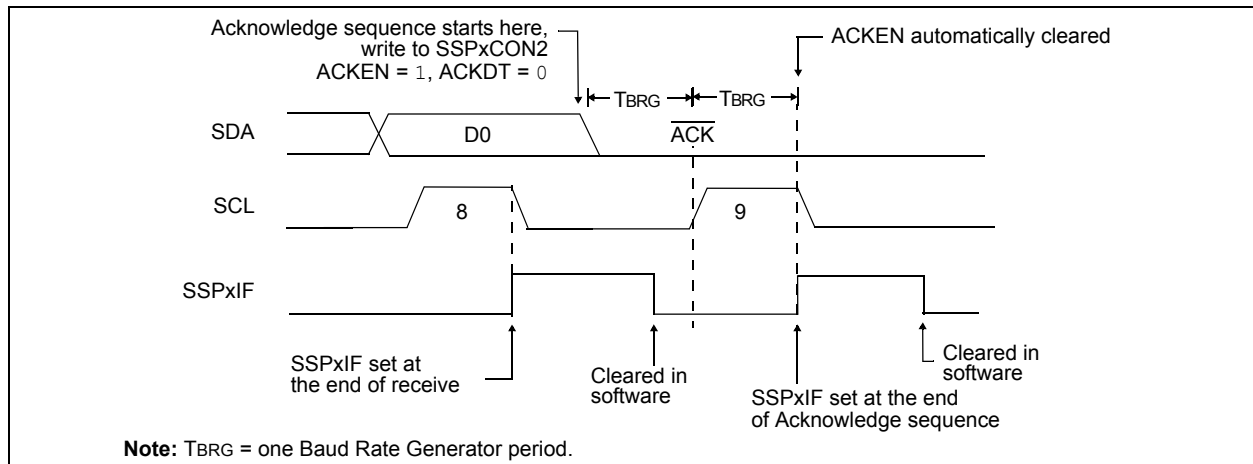 Acknowledge sequence starts here,
write to SSPxCON2
ACKEN = 1, ACKDT = 0
ACKEN automatically cleared
TBRG
TBRG
SDA
D0
ACK
SCL
8
9
SSPxIF
SSPxIF set at
the end of receive
Cleared in
software
SSPxIF set at the end
of Acknowledge sequence
Cleared in
software
Note: TBRG = one Baud Rate Generator period.